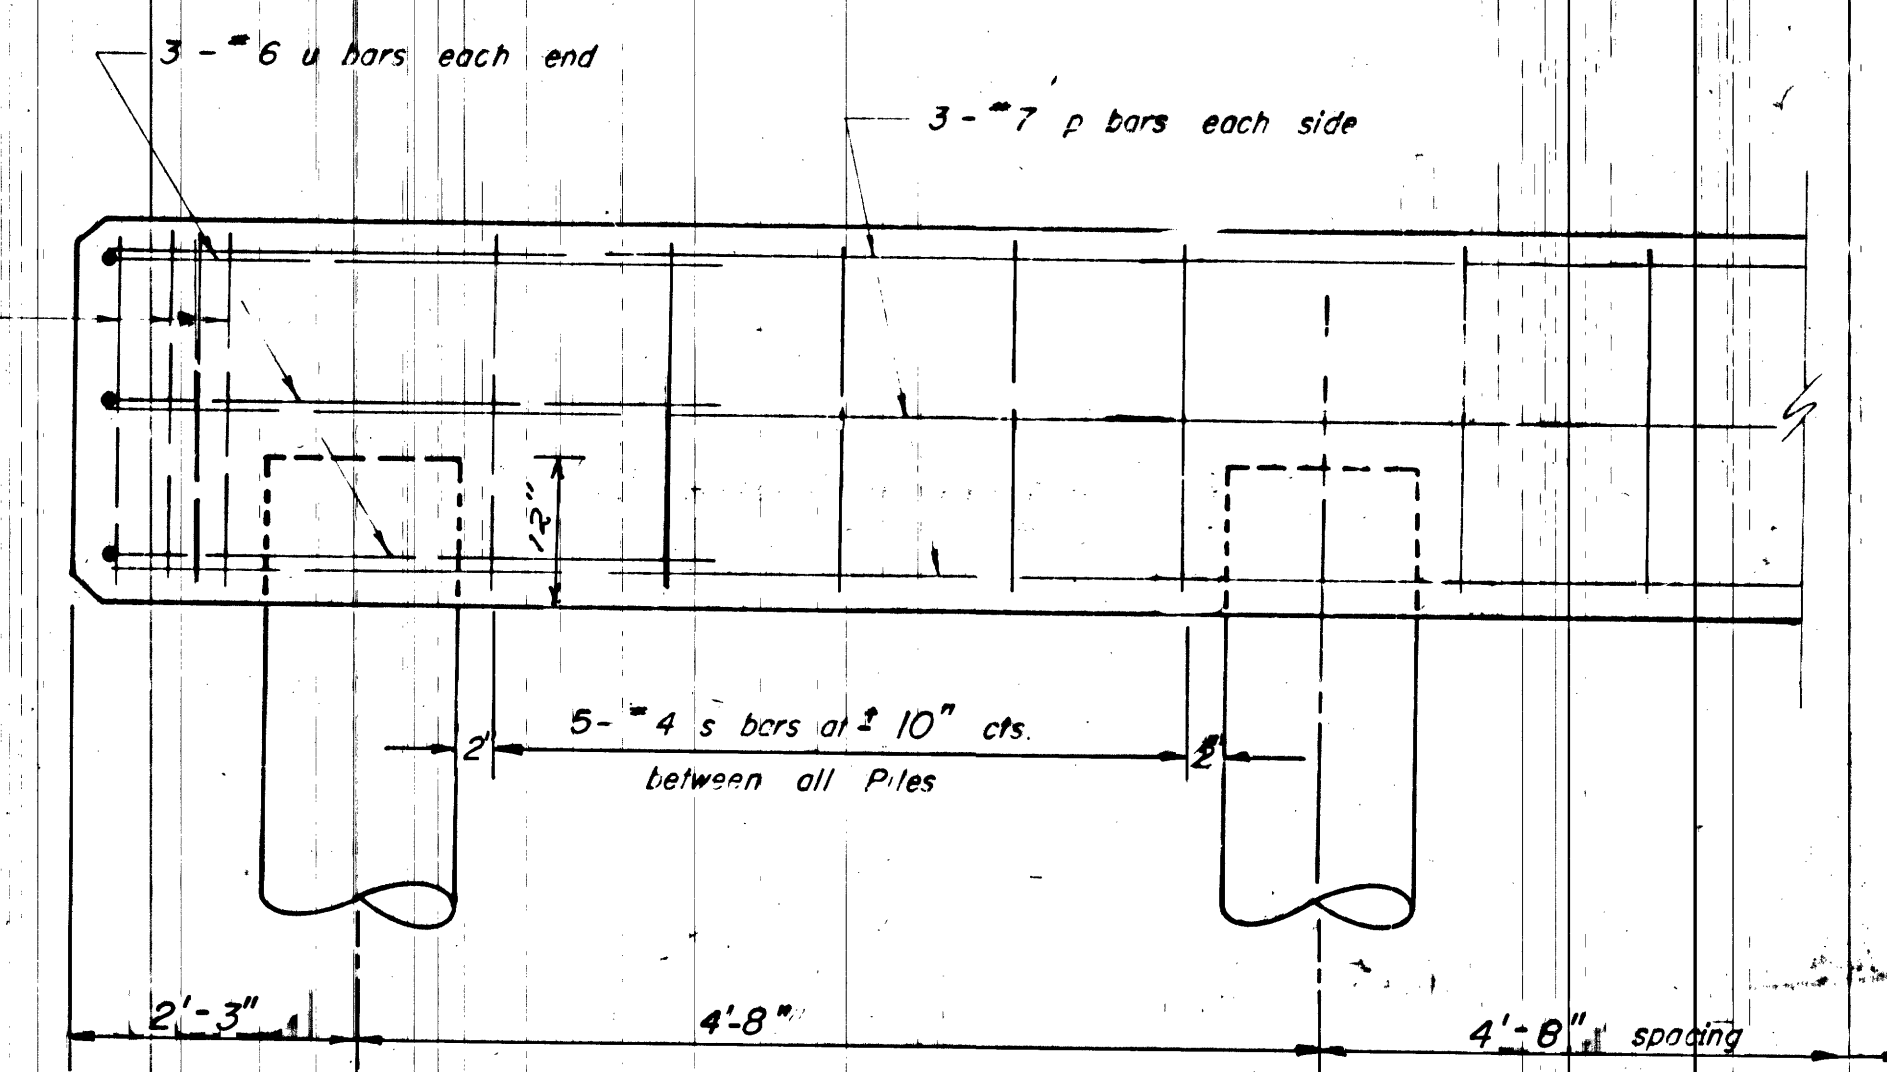 3 - #6 u bars each end
3 - #7 p bars each side
12"
5 - #4 s bars at ± 10" cts.
2"
2"
between all Piles
2'-3"
4'-8"
4'-8" spacing